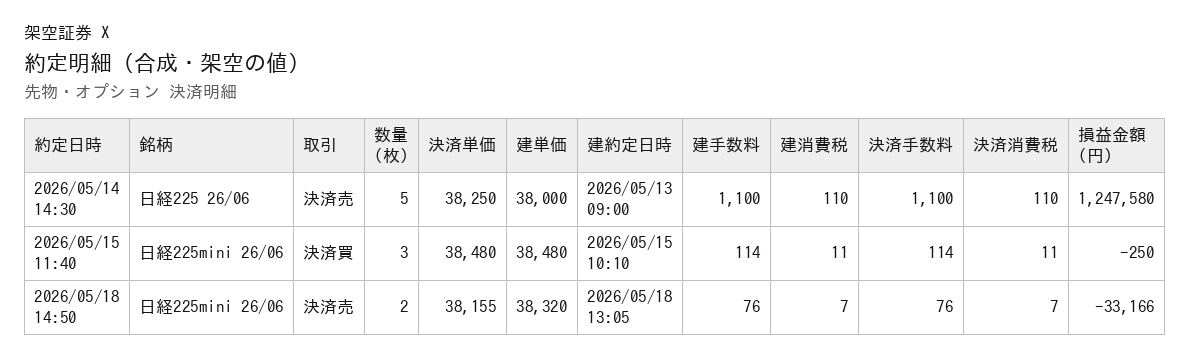 架空証券 X
約定明細（合成・架空の値）
先物・オプション 決済明細
約定日時 銘柄 取引 数量（枚） 決済単価 建単価 建約定日時 建手数料 建消費税 決済手数料 決済消費税 損益金額（円）
2026/05/14 14:30 日経225 26/06 決済売 5 38,250 38,000 2026/05/13 09:00 1,100 110 1,100 110 1,247,580
2026/05/15 11:40 日経225mini 26/06 決済買 3 38,480 38,480 2026/05/15 10:10 114 11 114 11 -250
2026/05/18 14:50 日経225mini 26/06 決済売 2 38,155 38,320 2026/05/18 13:05 76 7 76 7 -33,166